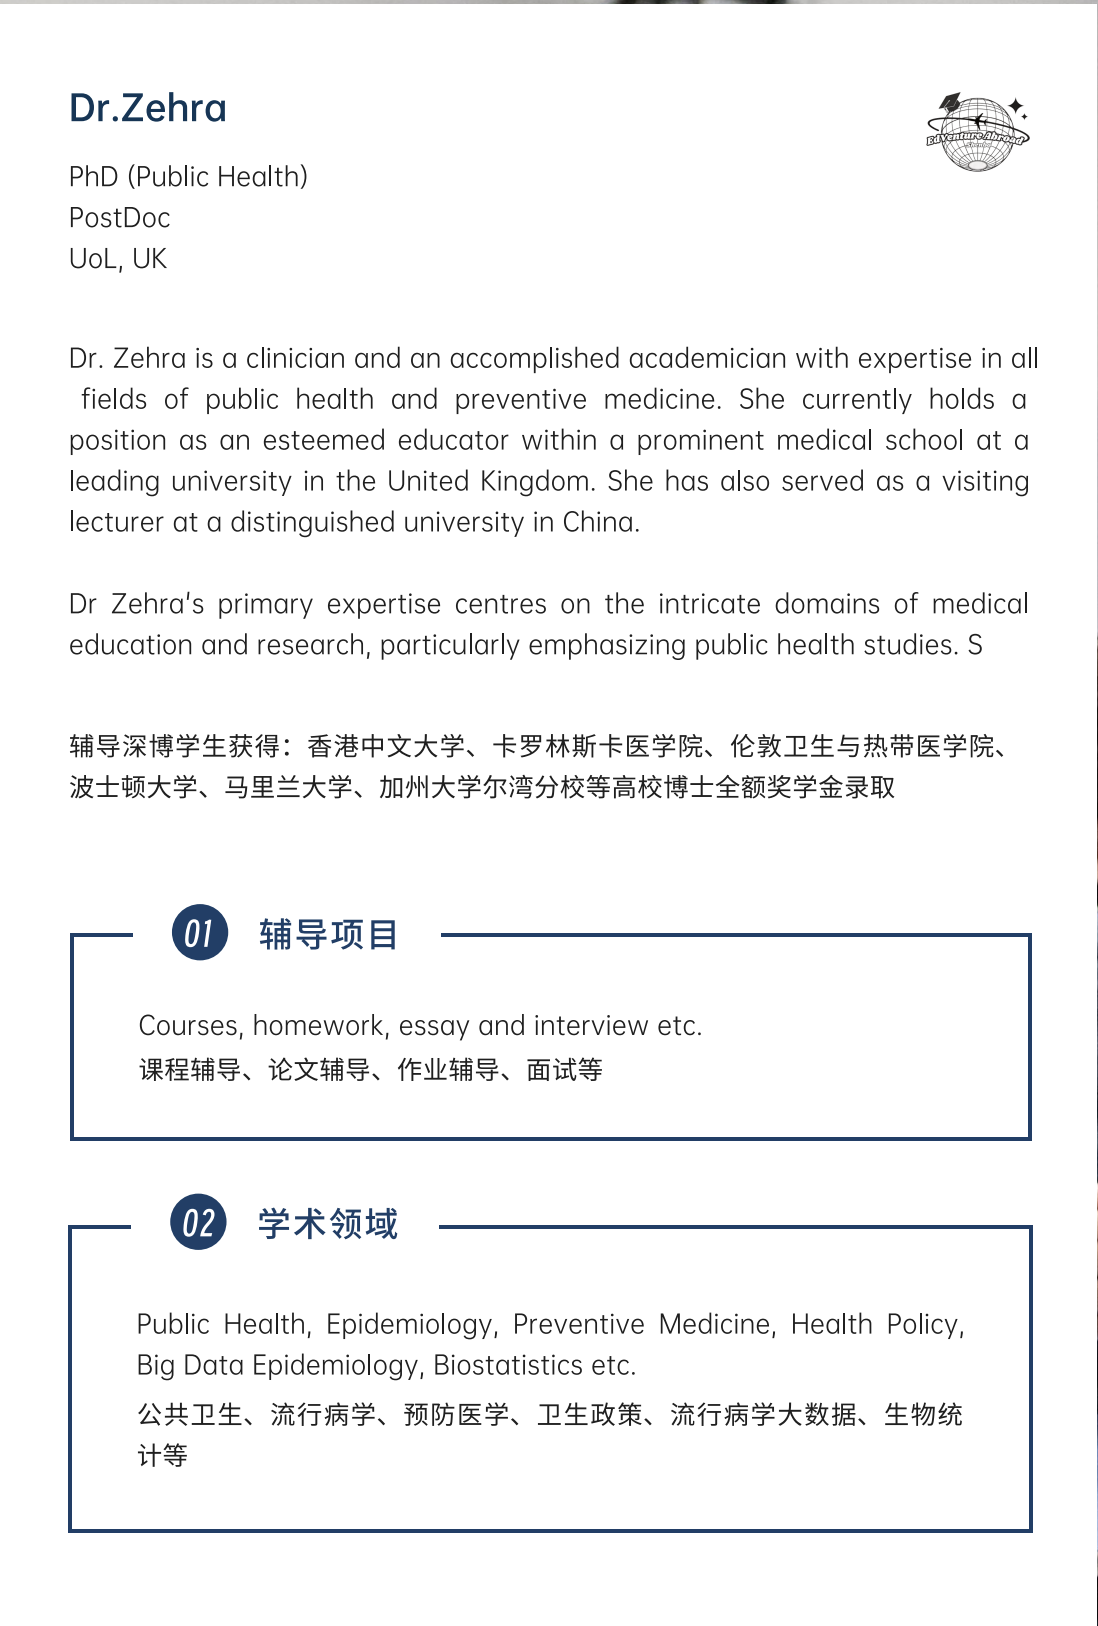 Dr.Zehra
EdVenture Abroad
PhD (Public Health)
PostDoc
UoL, UK
Dr. Zehra is a clinician and an accomplished academician with expertise in all
fields of public health and preventive medicine. She currently holds a
position as an esteemed educator within a prominent medical school at a
leading university in the United Kingdom. She has also served as a visiting
lecturer at a distinguished university in China.
Dr Zehra's primary expertise centres on the intricate domains of medical
education and research, particularly emphasizing public health studies. S
辅导深博学生获得：香港中文大学、卡罗林斯卡医学院、伦敦卫生与热带医学院、
波士顿大学、马里兰大学、加州大学尔湾分校等高校博士全额奖学金录取
01 辅导项目
Courses, homework, essay and interview etc.
课程辅导、论文辅导、作业辅导、面试等
02 学术领域
Public Health, Epidemiology, Preventive Medicine, Health Policy,
Big Data Epidemiology, Biostatistics etc.
公共卫生、流行病学、预防医学、卫生政策、流行病学大数据、生物统
计等